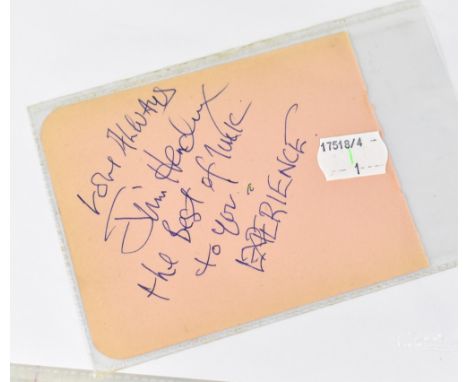 Love Always
Jimi Hendrix
the Best of Music
to you
EXPERIENCE
17518/4
1